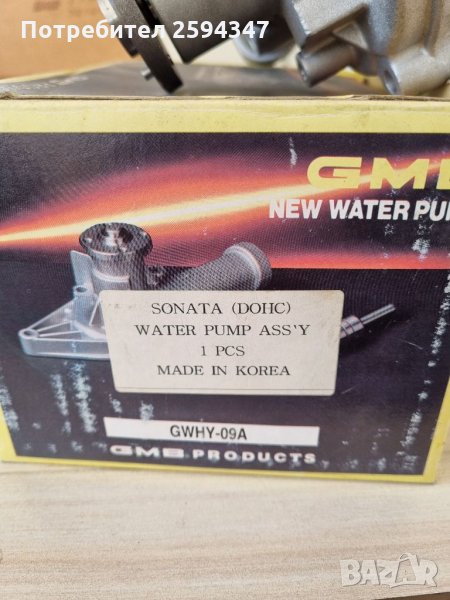 Потребител 2594347
GMB
NEW WATER PU
SONATA (DOHC)
WATER PUMP ASS'Y
1 PCS
MADE IN KOREA
GWHY-09A
GMB PRODUCTS
BAZAR